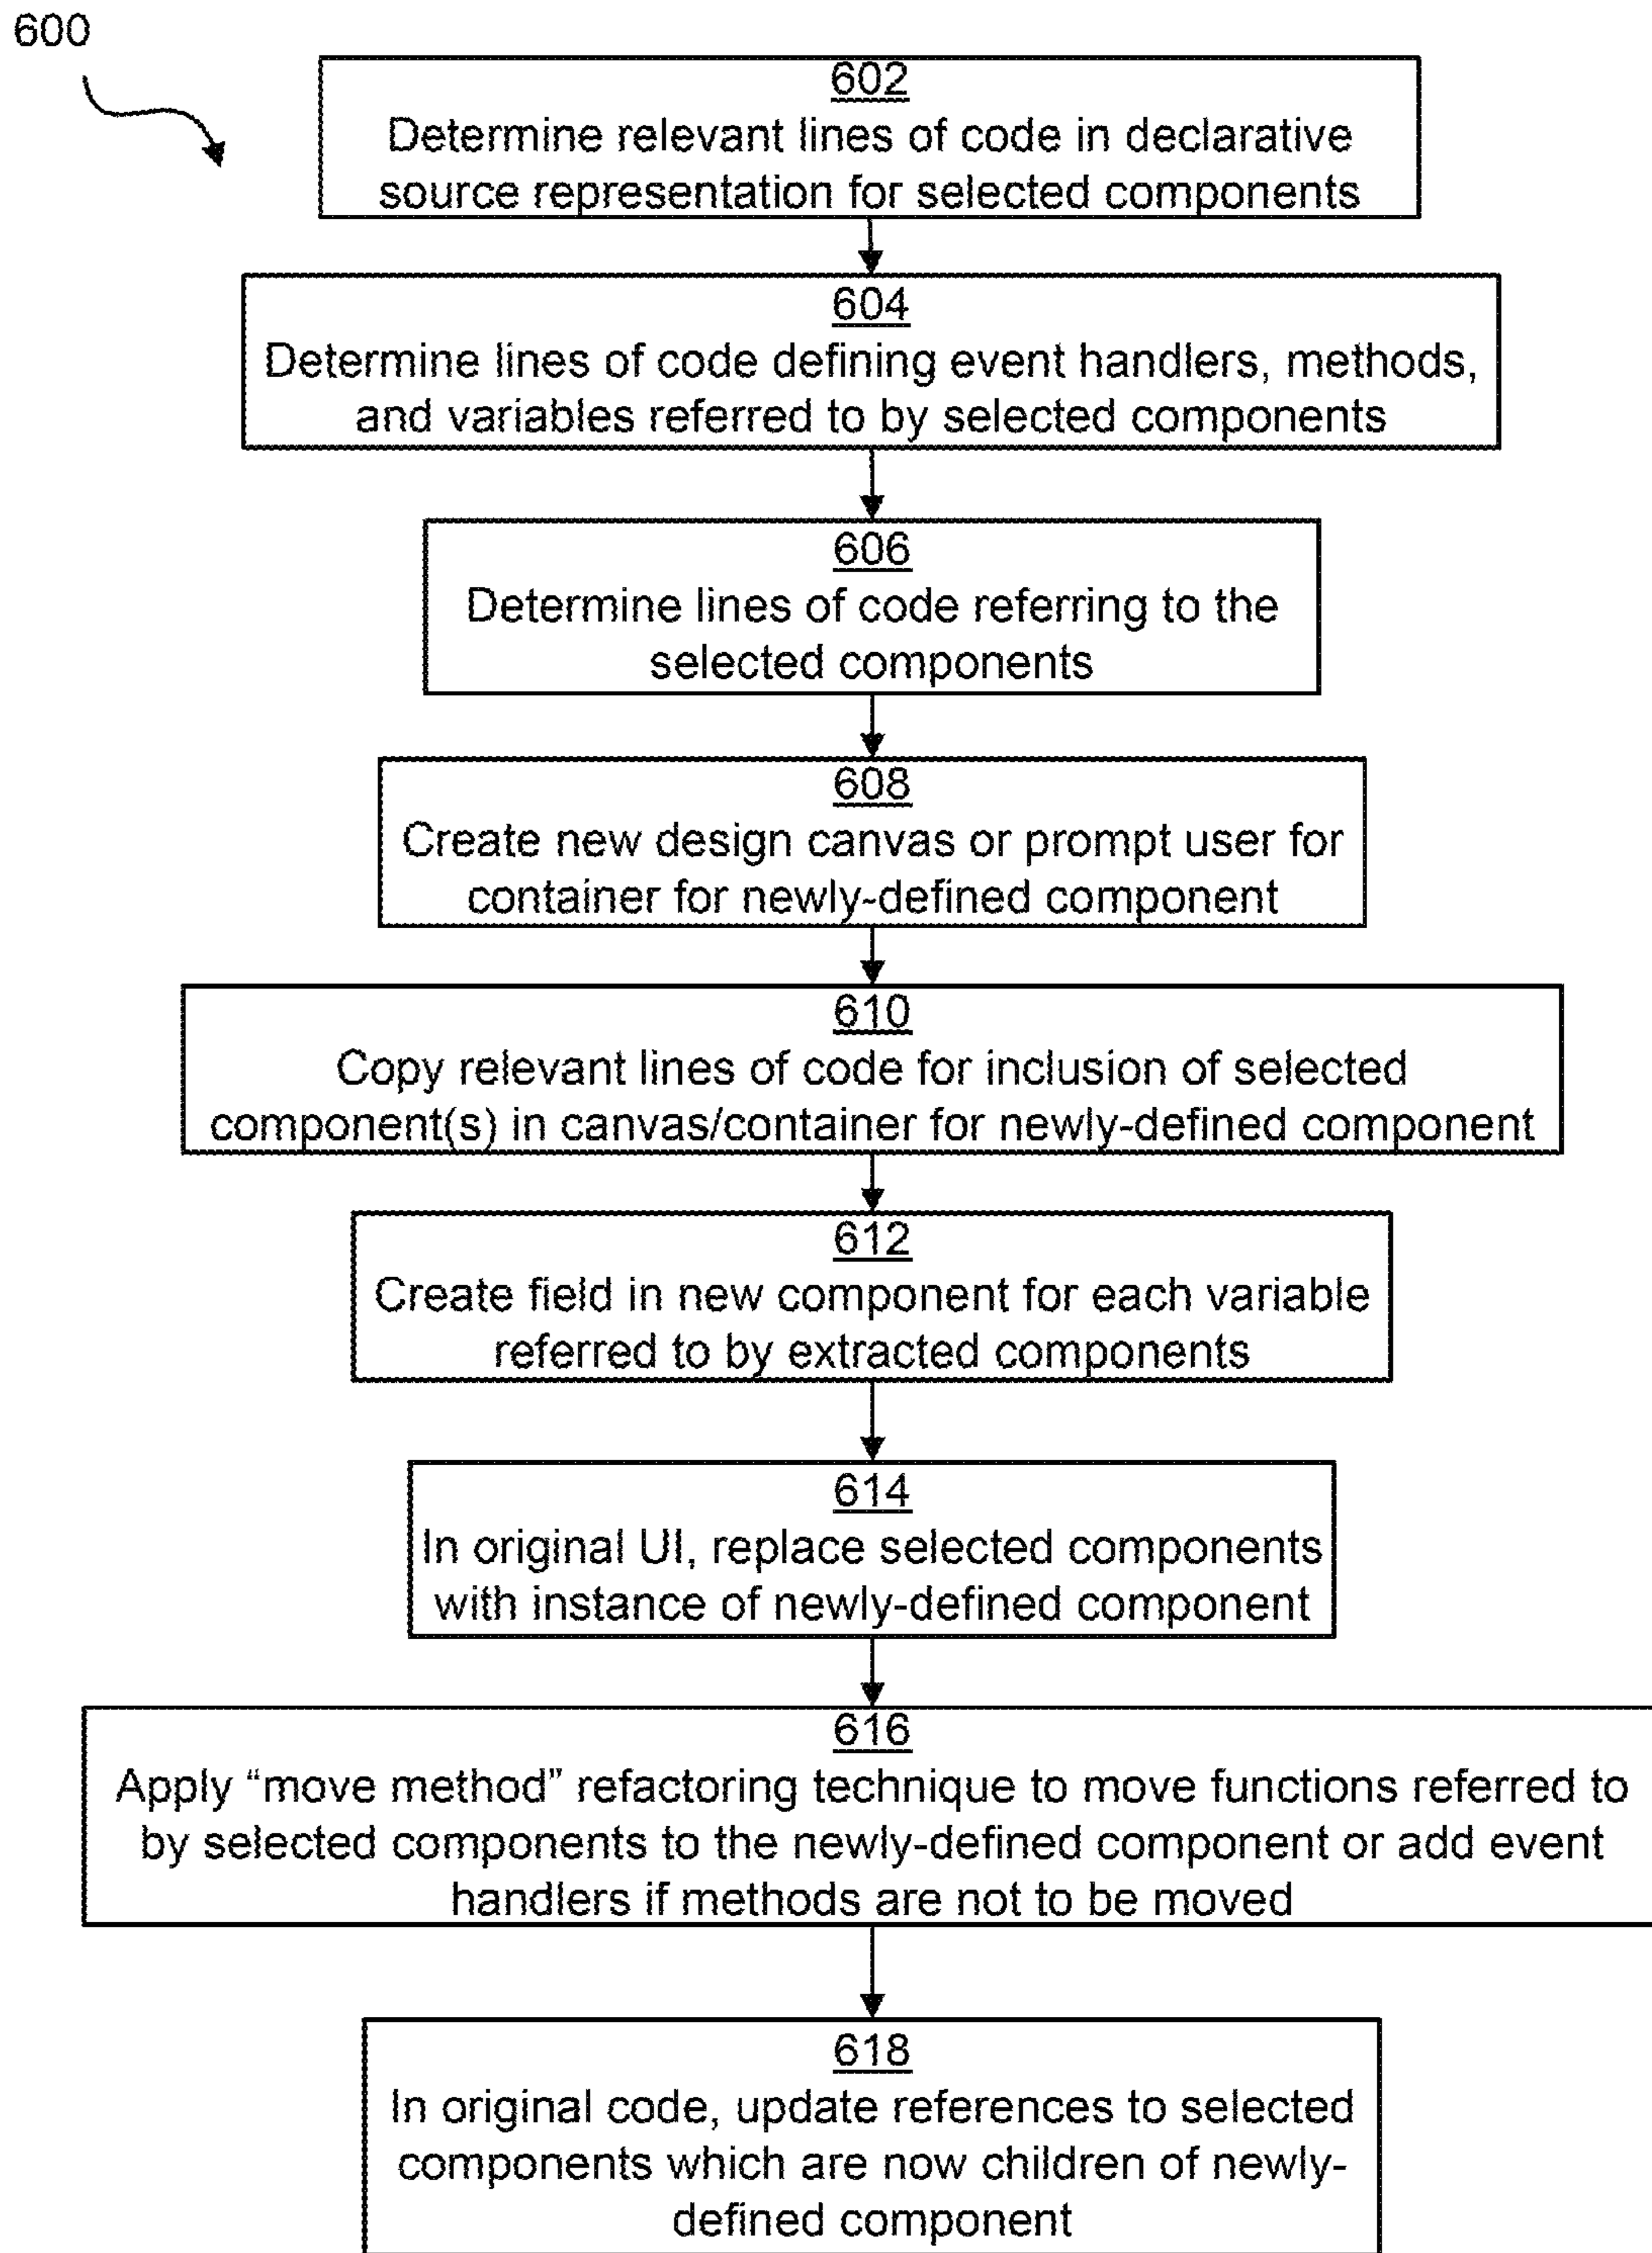 600
602
Determine relevant lines of code in declarative
source representation for selected components
604
Determine lines of code defining event handlers, methods,
and variables referred to by selected components
606
Determine lines of code referring to the
selected components
608
Create new design canvas or prompt user for
container for newly-defined component
610
Copy relevant lines of code for inclusion of selected
component(s) in canvas/container for newly-defined component
612
Create field in new component for each variable
referred to by extracted components
614
In original UI, replace selected components
with instance of newly-defined component
616
Apply “move method” refactoring technique to move functions referred to
by selected components to the newly-defined component or add event
handlers if methods are not to be moved
618
In original code, update references to selected
components which are now children of newly-
defined component